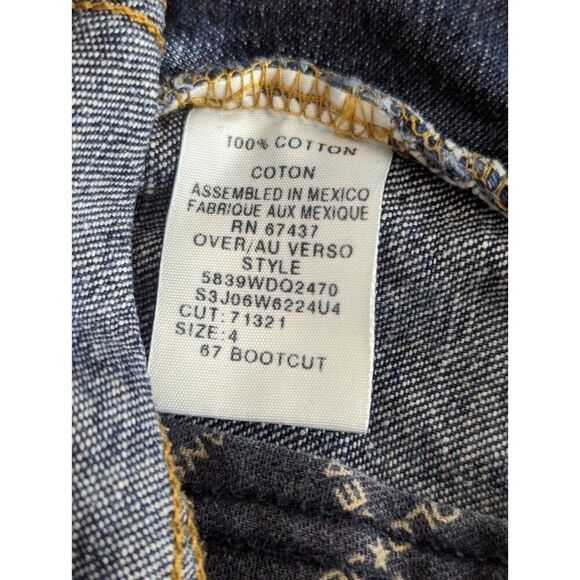 100% COTTON
COTON
ASSEMBLED IN MEXICO
FABRIQUE AUX MEXIQUE
RN 67437
OVER/AU VERSO
STYLE
5839WDQ2470
S3J06W6224U4
CUT: 71321
SIZE: 4
67 BOOTCUT